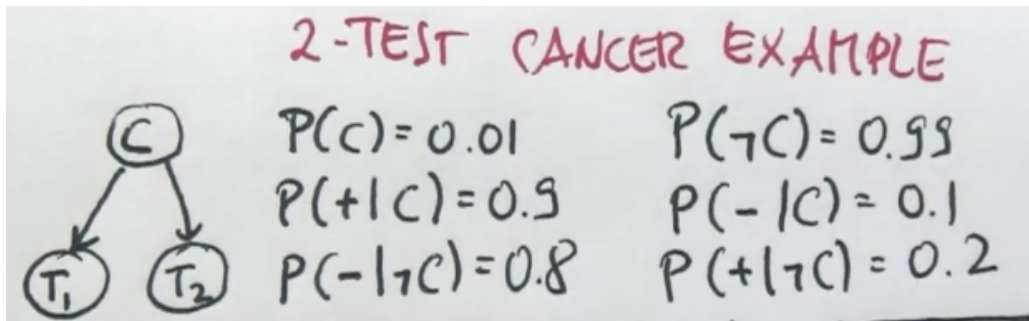 2-TEST CANCER EXAMPLE
C
P(C)=0.01 P(¬C)=0.99
P(+|C)=0.9 P(-|C)=0.1
T₁ T₂ P(-|¬C)=0.8 P(+|¬C)=0.2